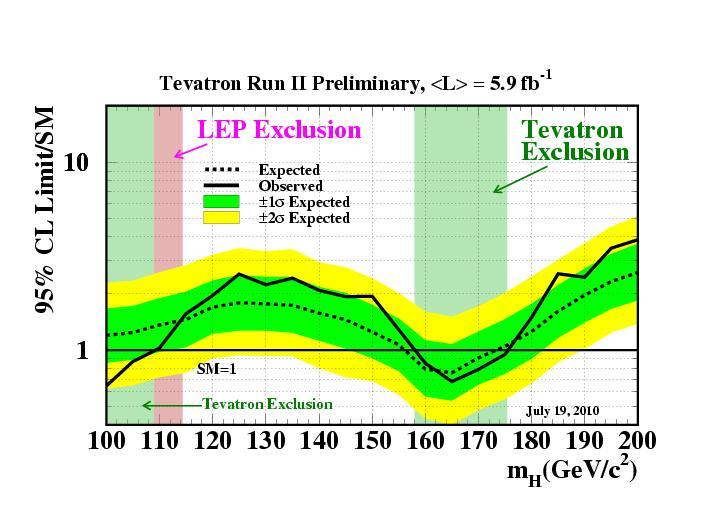 Tevatron Run II Preliminary, <L> = 5.9 fb⁻¹
95% CL Limit/SM
10
1
LEP Exclusion
Tevatron
Exclusion
Expected
Observed
±1σ Expected
±2σ Expected
SM=1
Tevatron Exclusion
July 19, 2010
100 110 120 130 140 150 160 170 180 190 200
m_H(GeV/c²)